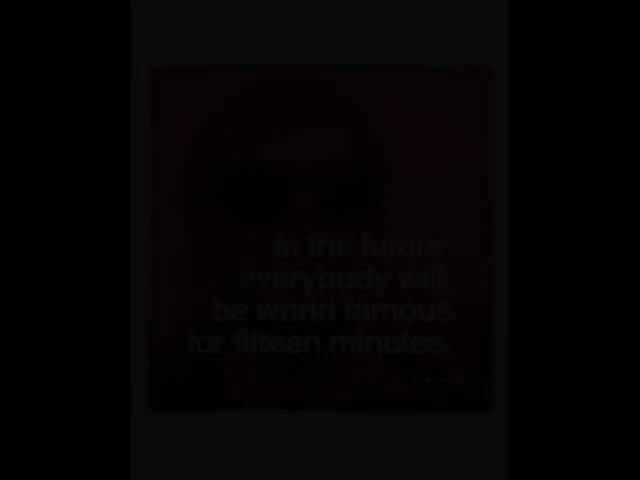 In the future
everybody will
be world famous
for fifteen minutes.